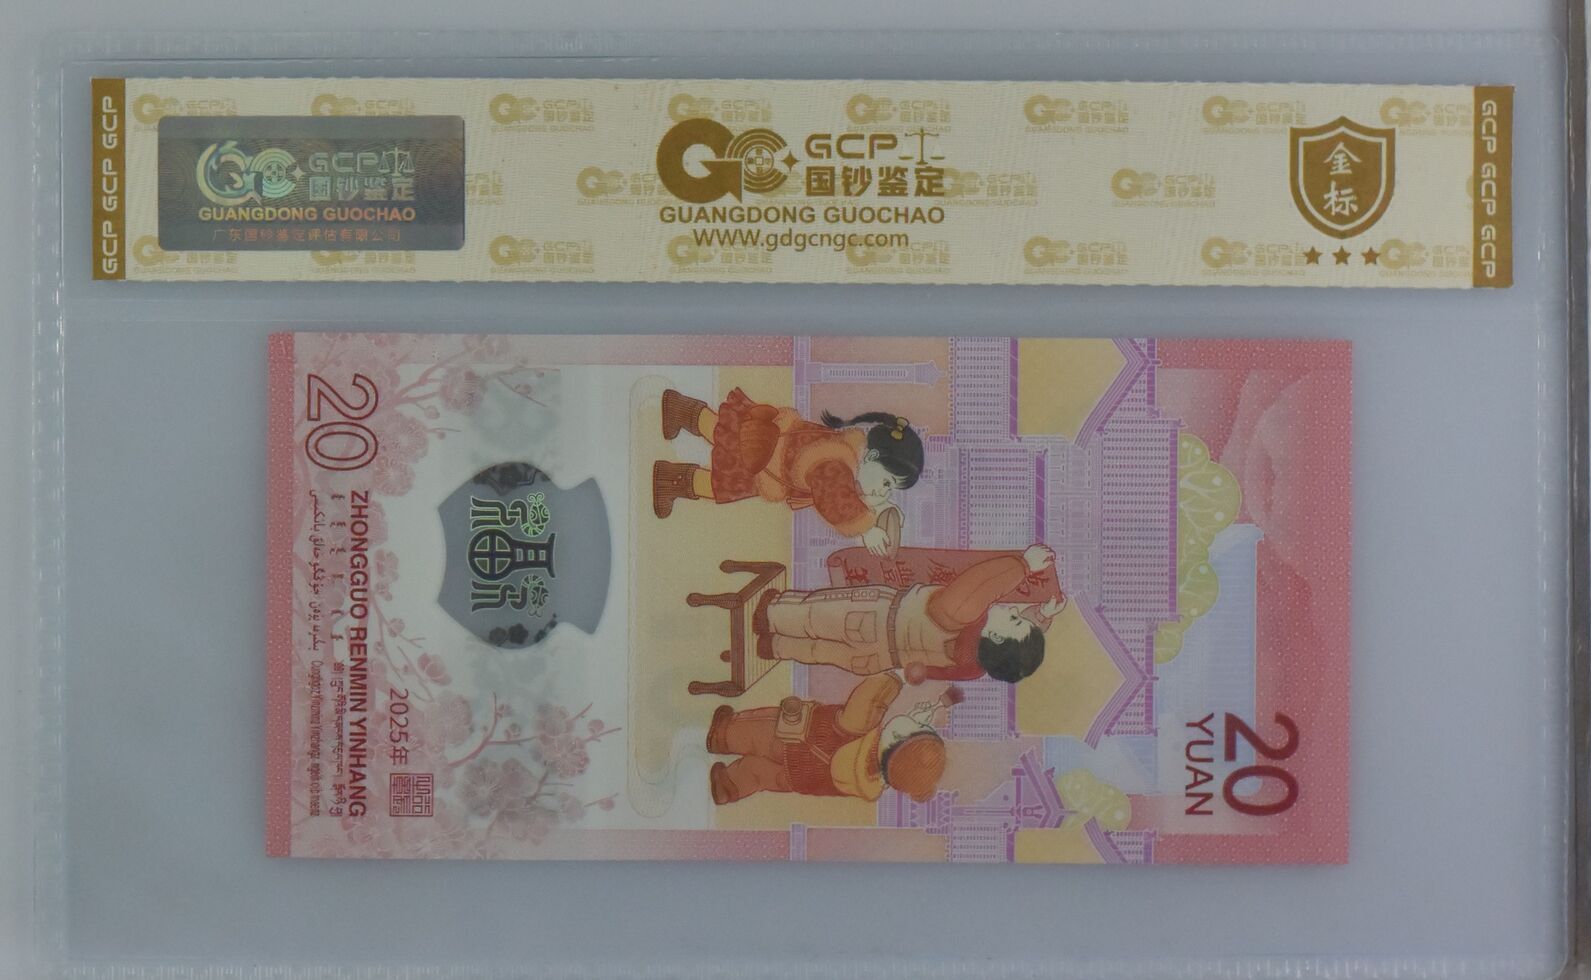 GCP GCP GCP
GCP
国钞鉴定
GUANGDONG GUOCHAO
广东国钞鉴定评估有限公司
GCP
国钞鉴定
GUANGDONG GUOCHAO
WWW.gdgcngc.com
金标
GCP GCP GCP
20
ZHONGGUO RENMIN YINHANG
2025年
20
YUAN